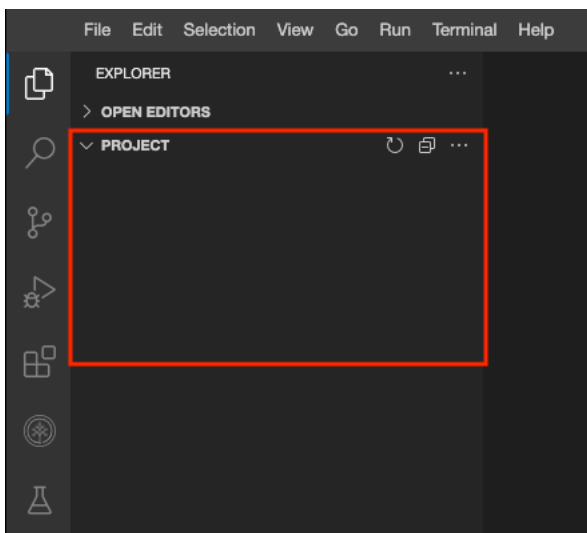 File Edit Selection View Go Run Terminal Help
EXPLORER ...
> OPEN EDITORS
PROJECT ...